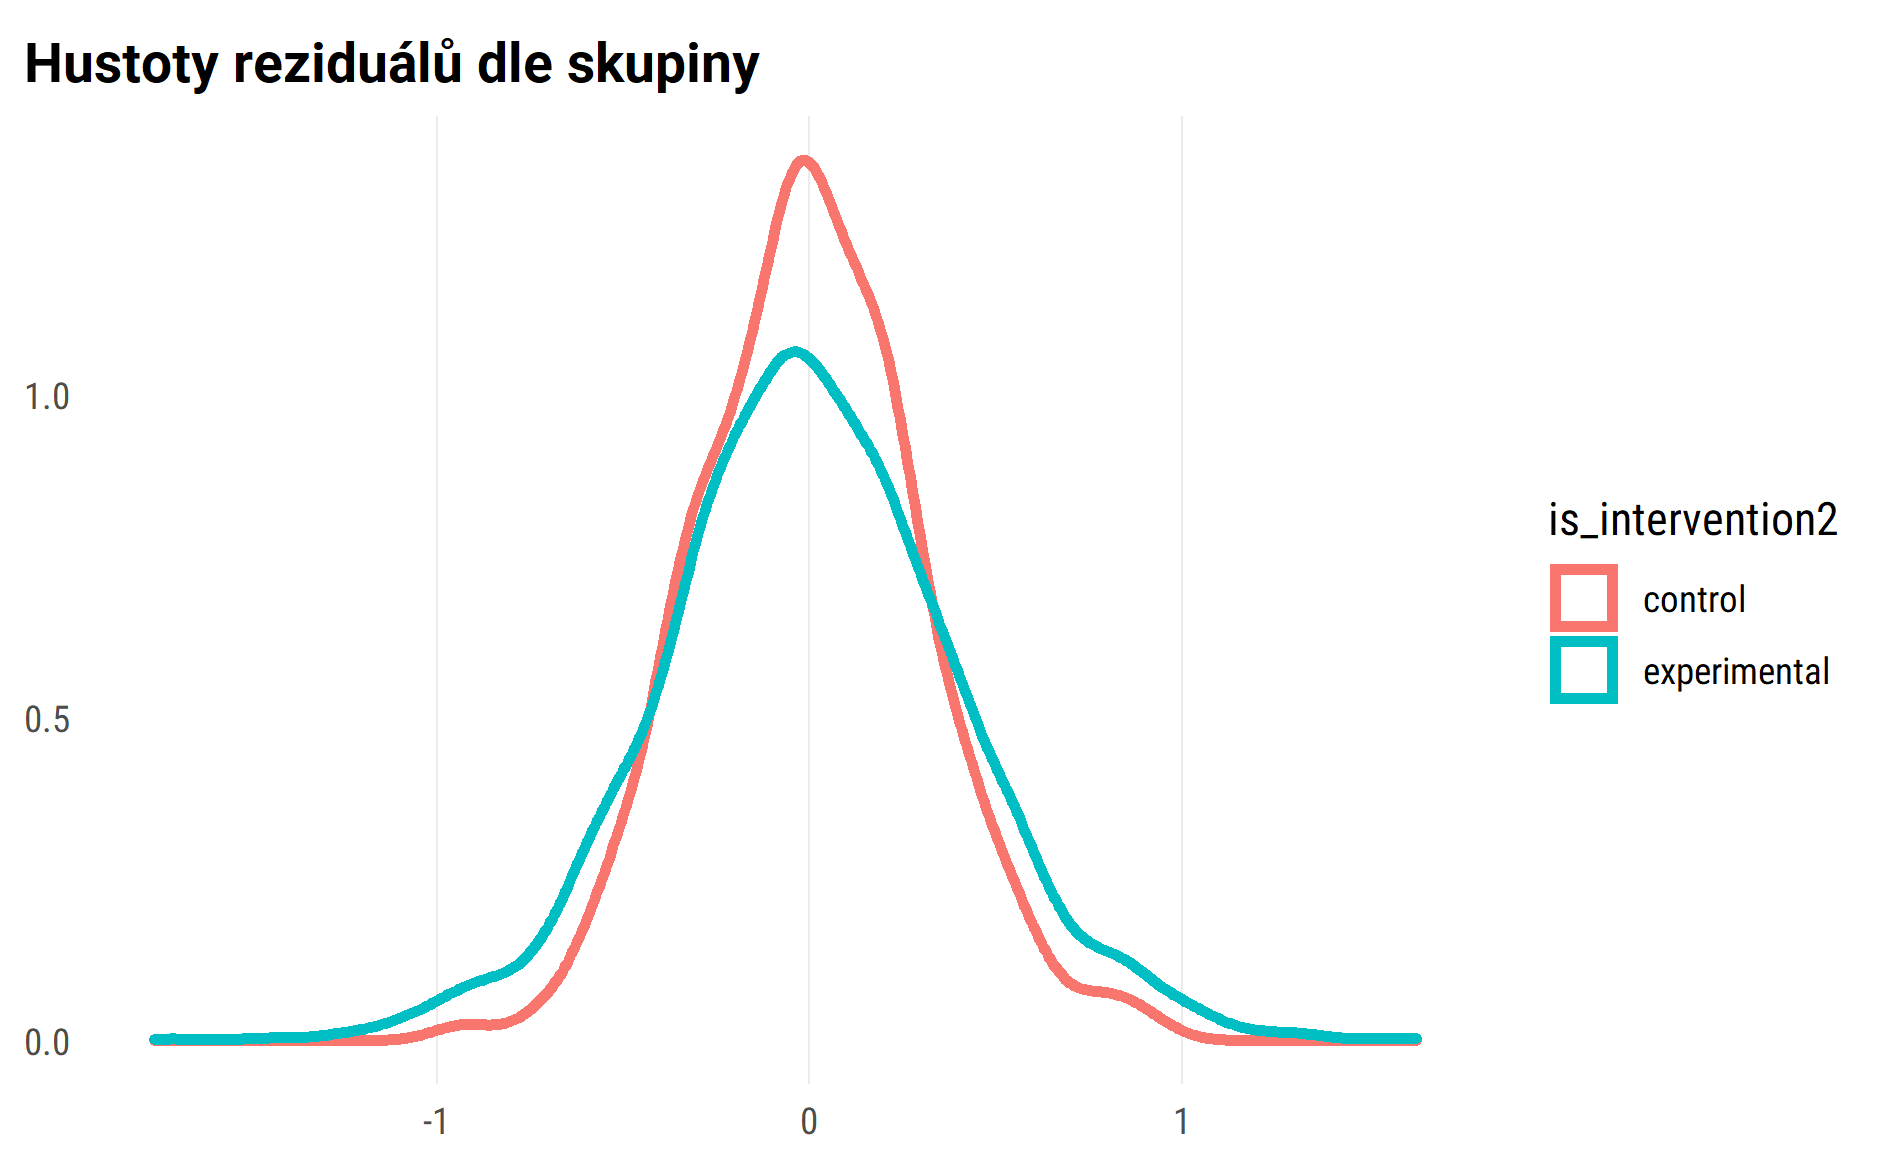 Hustoty reziduálů dle skupiny
1.0
0.5
0.0
-1
0
1
is_intervention2
control
experimental